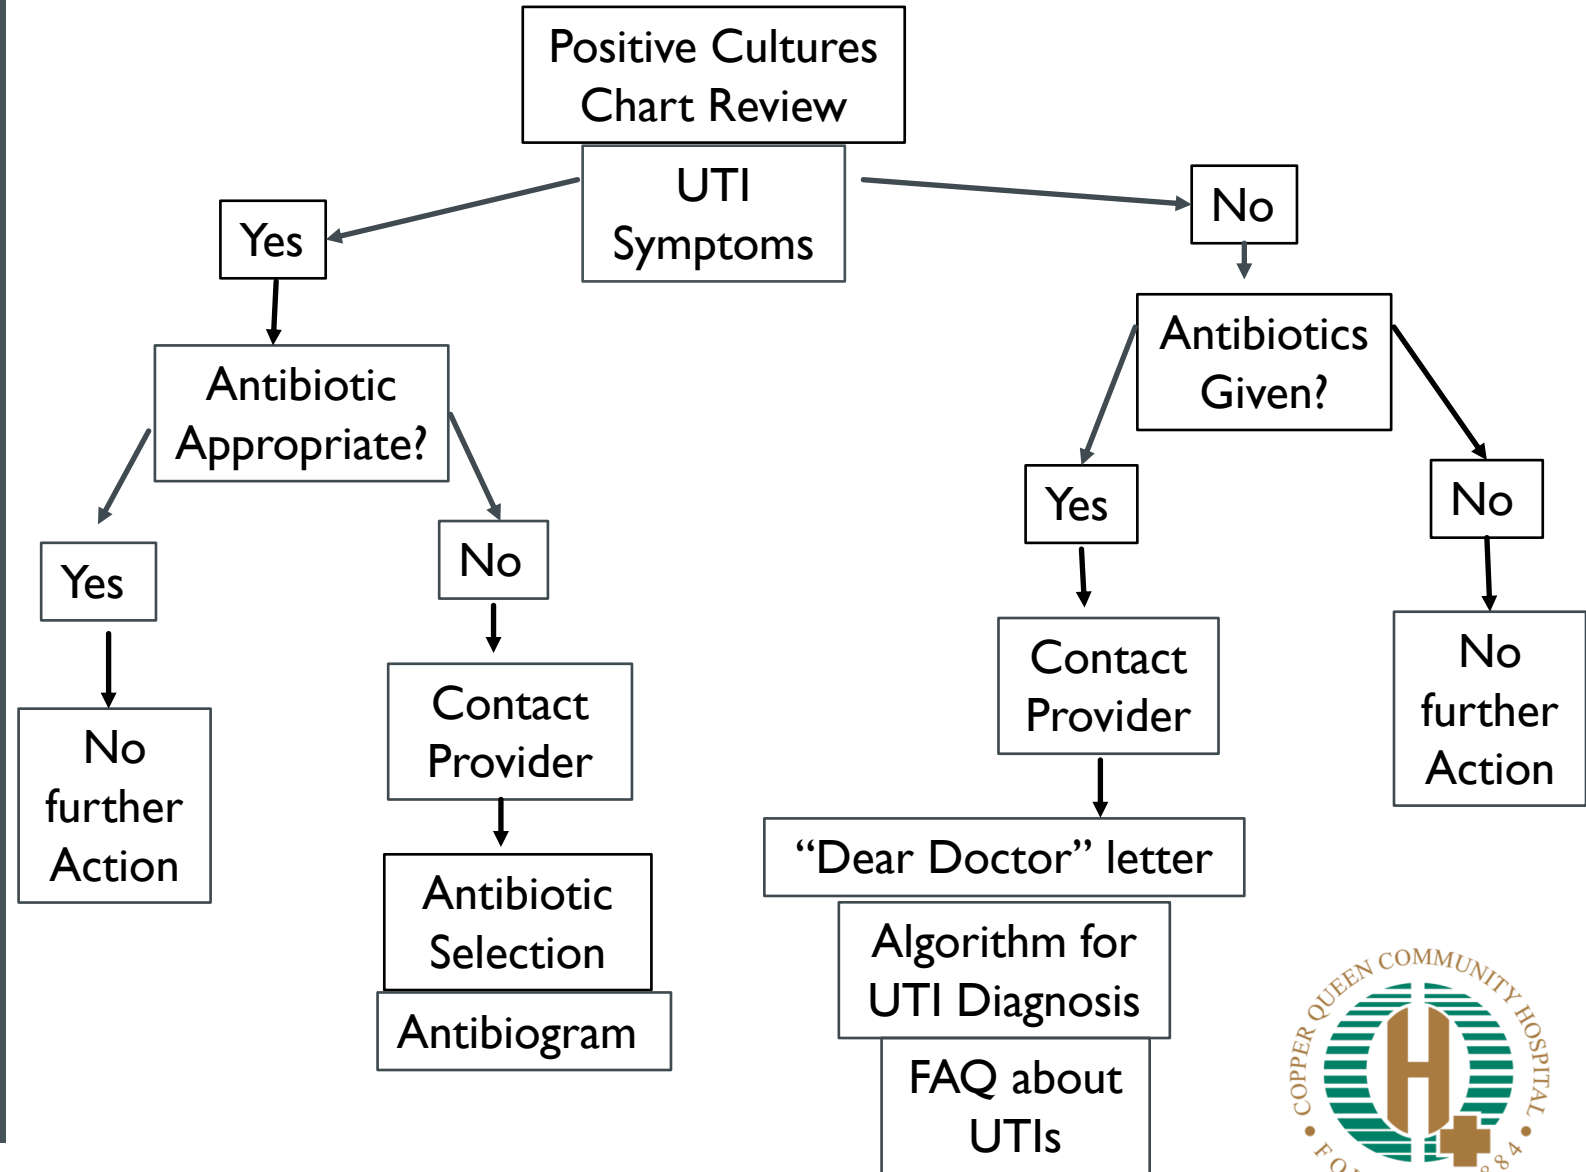 Positive Cultures
Chart Review
UTI
Symptoms
Yes
No
Antibiotic
Appropriate?
Antibiotics
Given?
Yes
No
Yes
No
No
further
Action
Contact
Provider
Contact
Provider
No
further
Action
Antibiotic
Selection
Antibiogram
“Dear Doctor” letter
Algorithm for
UTI Diagnosis
FAQ about
UTIs
COPPER QUEEN COMMUNITY HOSPITAL
H